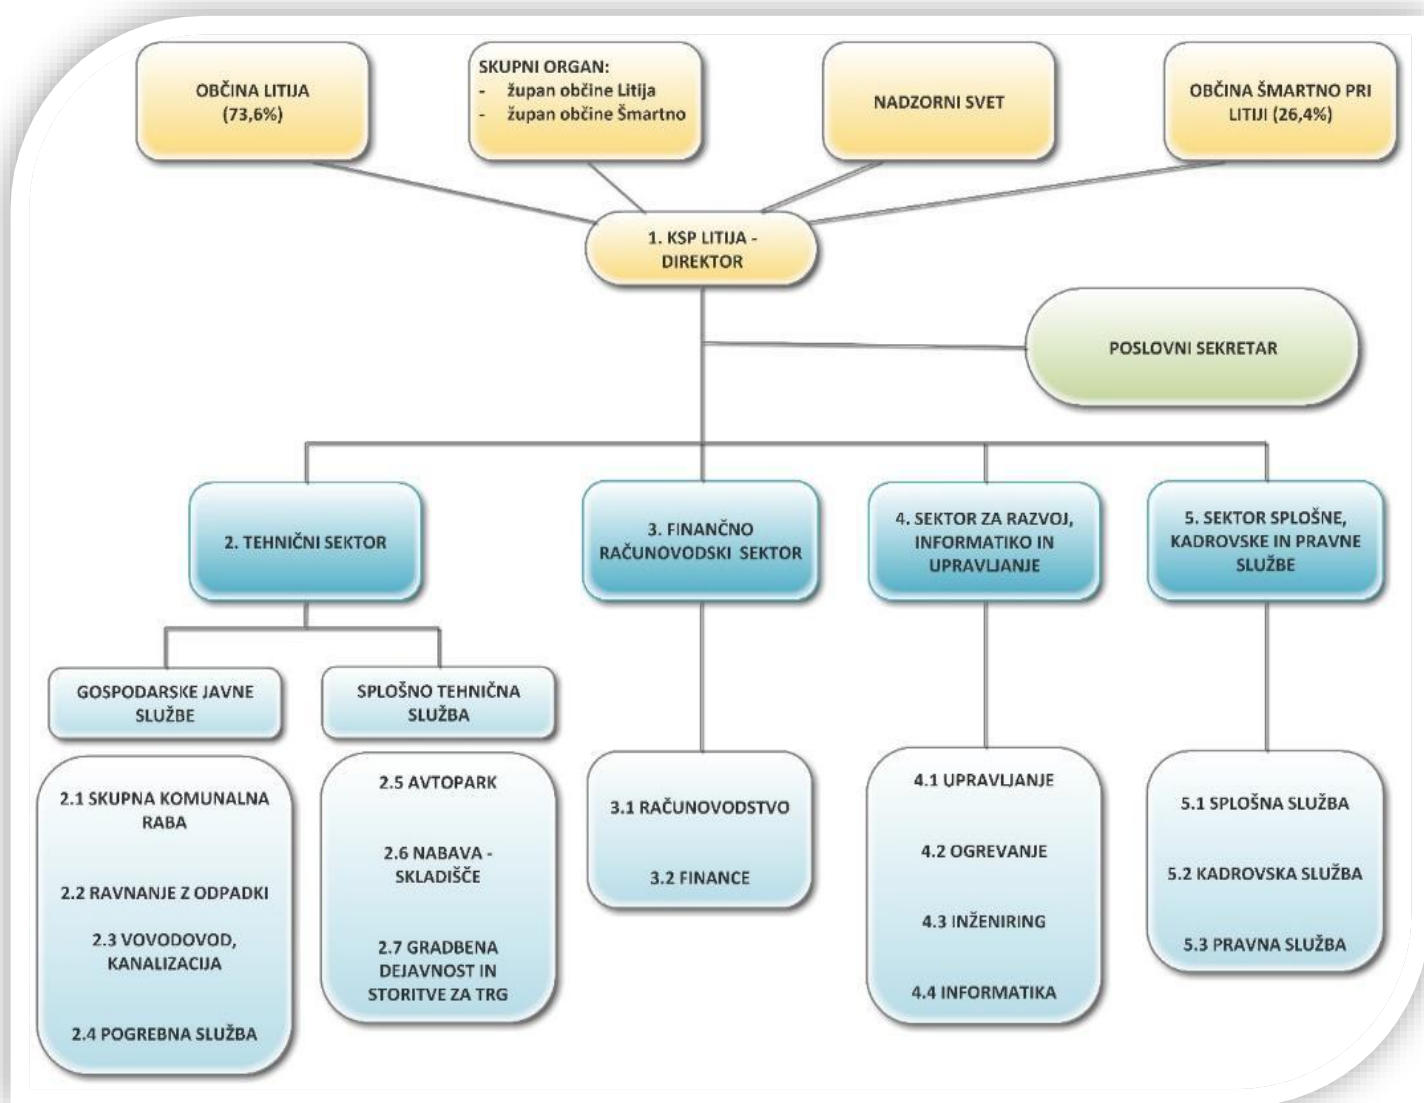 OBČINA LITIJA
(73,6%)
SKUPNI ORGAN:
- župan občine Litija
- župan občine Šmartno
NADZORNI SVET
OBČINA ŠMARTNO PRI
LITIJI (26,4%)
1. KSP LITIJA -
DIREKTOR
POSLOVNI SEKRETAR
2. TEHNIČNI SEKTOR
3. FINANČNO
RAČUNOVODSKI SEKTOR
4. SEKTOR ZA RAZVOJ,
INFORMATIKO IN
UPRAVLJANJE
5. SEKTOR SPLOŠNE,
KADROVSKE IN PRAVNE
SLUŽBE
GOSPODARSKE JAVNE
SLUŽBE
SPLOŠNO TEHNIČNA
SLUŽBA
2.1 SKUPNA KOMUNALNA
RABA
2.2 RAVNANJE Z ODPADKI
2.3 VOVODOVOD,
KANALIZACIJA
2.4 POGREBNA SLUŽBA
2.5 AVTOPARK
2.6 NABAVA -
SKLADIŠČE
2.7 GRADBENA
DEJAVNOST IN
STORITVE ZA TRG
3.1 RAČUNOVODSTVO
3.2 FINANCE
4.1 UPRAVLJANJE
4.2 OGREVANJE
4.3 INŽENIRING
4.4 INFORMATIKA
5.1 SPLOŠNA SLUŽBA
5.2 KADROVSKA SLUŽBA
5.3 PRAVNA SLUŽBA